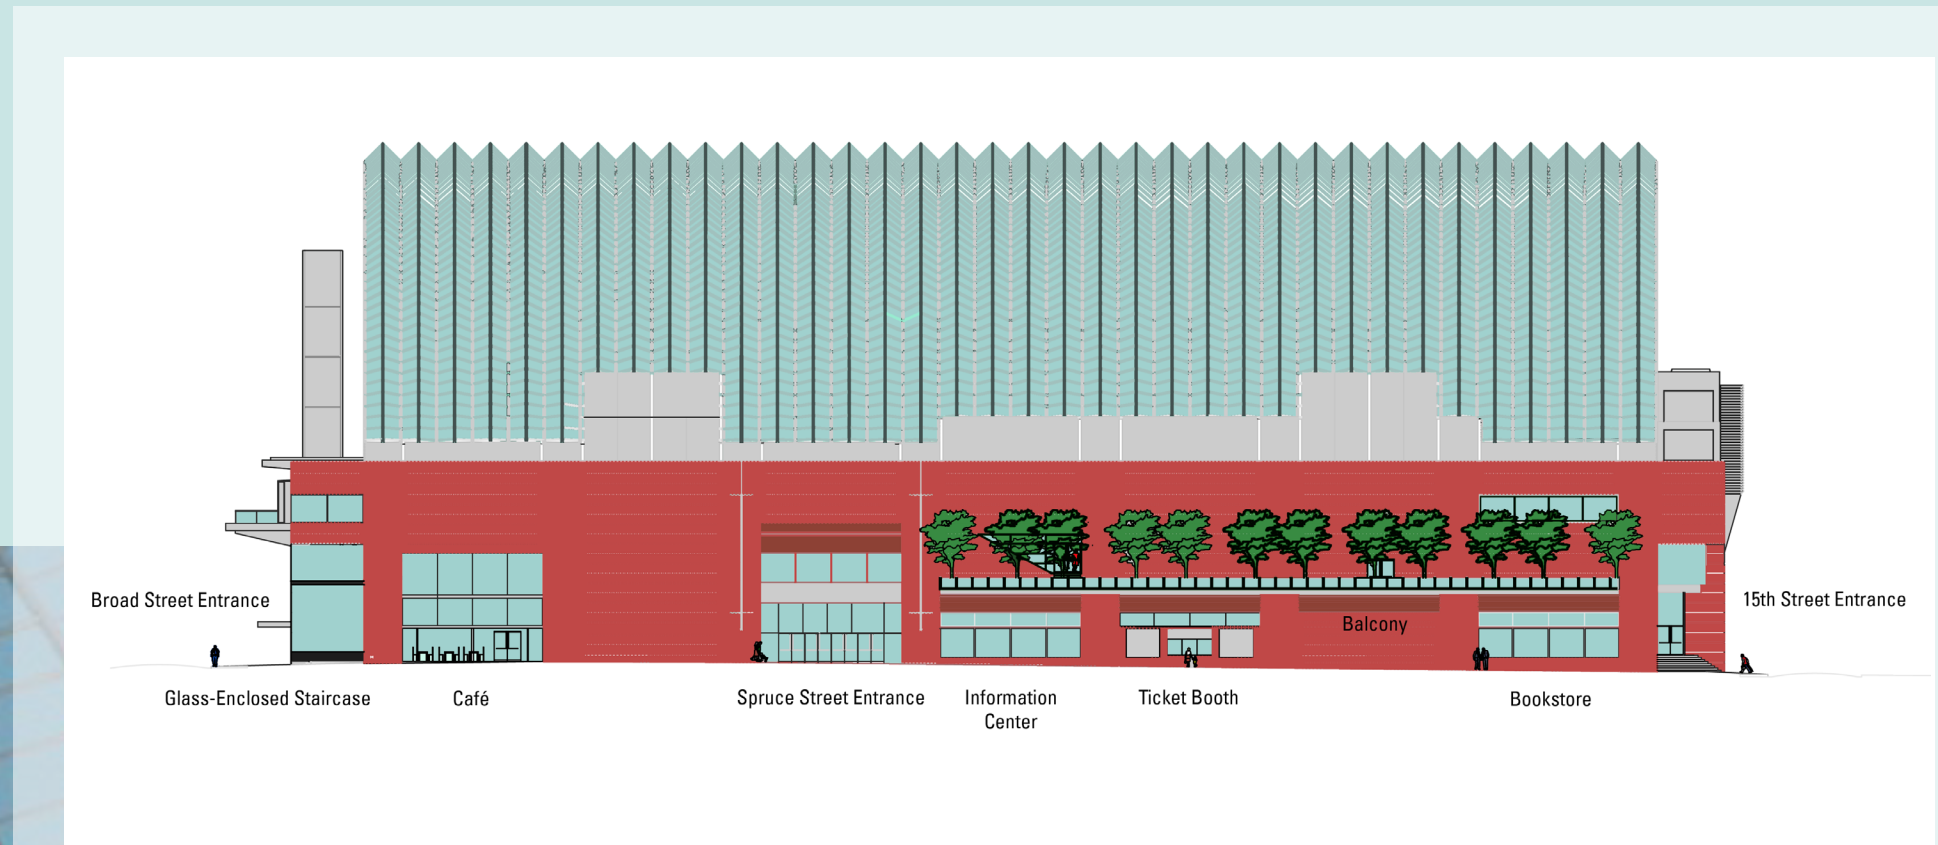 Broad Street Entrance
15th Street Entrance
Balcony
Glass-Enclosed Staircase
Café
Spruce Street Entrance
Information
Center
Ticket Booth
Bookstore